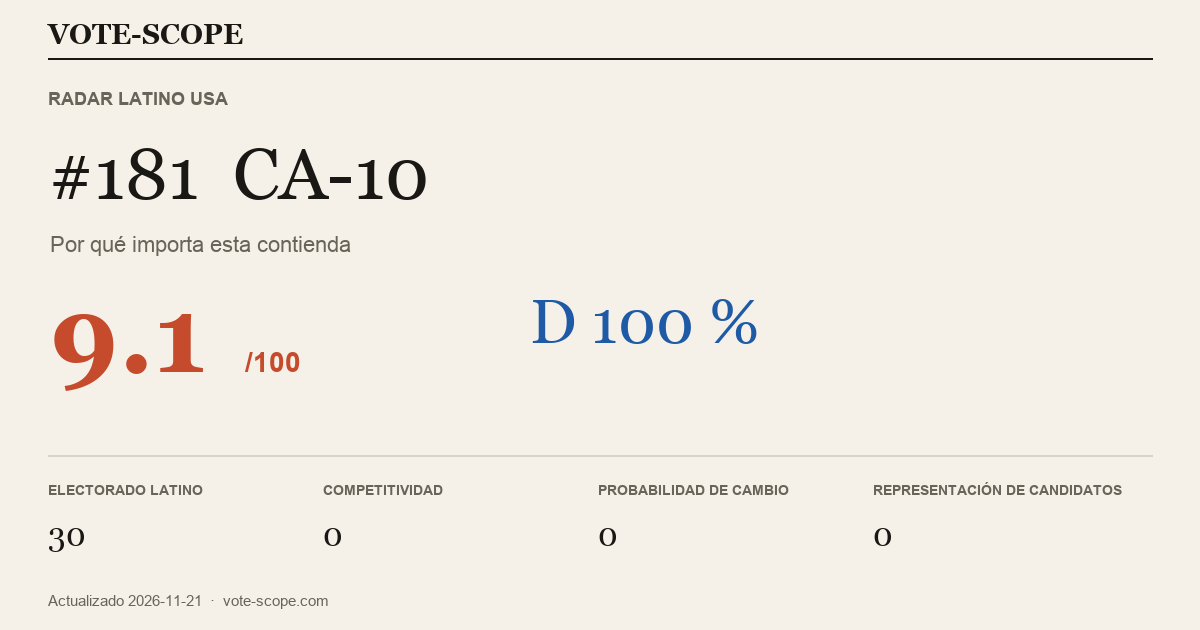 VOTE-SCOPE
RADAR LATINO USA
#181 CA-10
Por qué importa esta contienda
9.1 /100
D 100 %
ELECTORADO LATINO
30
COMPETITIVIDAD
0
PROBABILIDAD DE CAMBIO
0
REPRESENTACIÓN DE CANDIDATOS
0
Actualizado 2026-11-21 · vote-scope.com